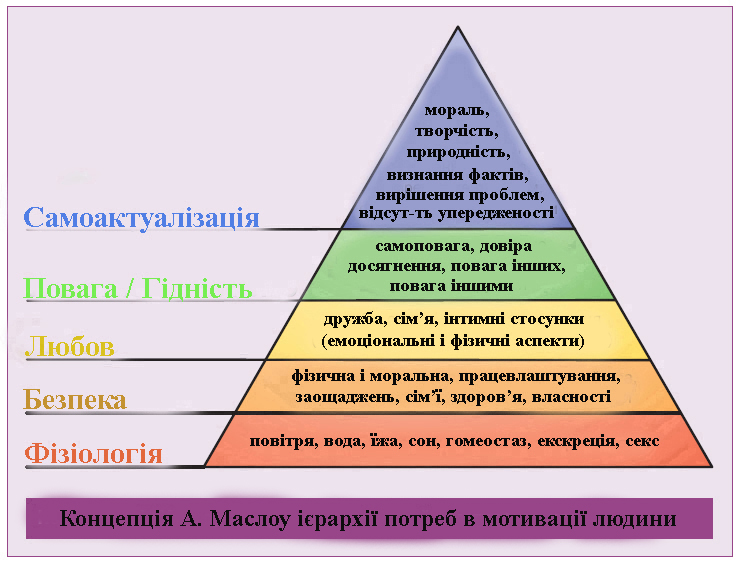 мораль,
творчість,
природність,
визнання фактів,
вирішення проблем,
відсут-ть упередженості
Самоактуалізація
самоповага, довіра
досягнення, повага інших,
повага іншими
Повага / Гідність
дружба, сім’я, інтимні стосунки
(емоціональні і фізичні аспекти)
Любов
фізична і моральна, працевлаштування,
заощаджень, сім’ї, здоров’я, власності
Безпека
повітря, вода, їжа, сон, гомеостаз, екскреція, секс
Фізіологія
Концепція А. Маслоу ієрархії потреб в мотивації людини